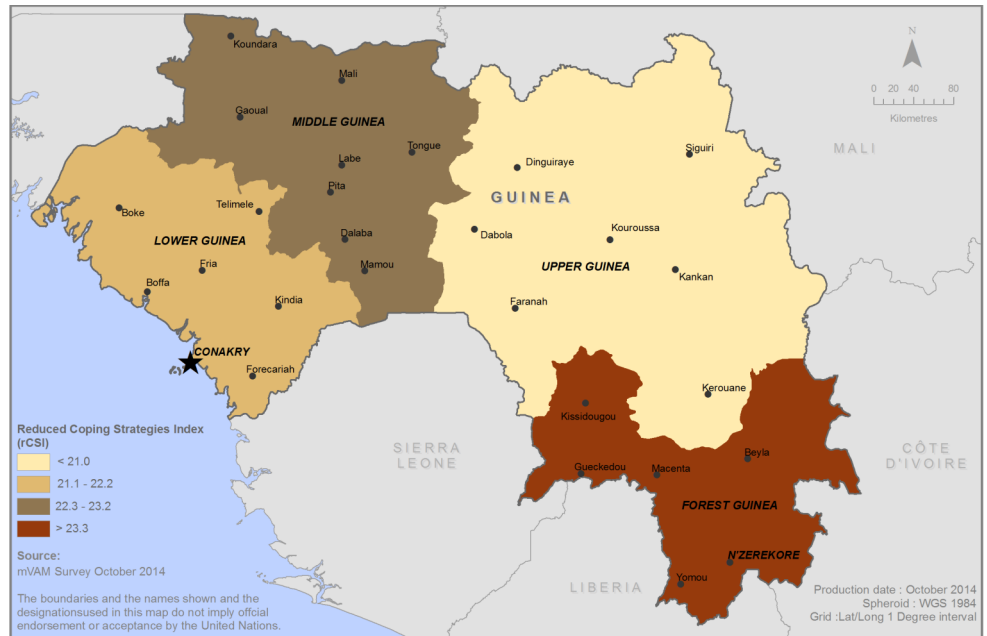 Koundara
Mali
Gaoual
MIDDLE GUINEA
Tongue
Labe
Pita
Dalaba
Mamou
Boke
Telimele
LOWER GUINEA
Fria
Boffa
Kindia
CONAKRY
Forecariah
N
0 20 40 80
Kilometres
MALI
Siguiri
Dinguiraye
GUINEA
Dabola
Kouroussa
UPPER GUINEA
Kankan
Faranah
Kerouane
Kissidougou
Gueckedou
Macenta
Beyla
FOREST GUINEA
N'ZEREKORE
Yomou
SIERRA
LEONE
LIBERIA
CÔTE
D'IVOIRE
Reduced Coping Strategies Index
(rCSI)
< 21.0
21.1 - 22.2
22.3 - 23.2
> 23.3
Source:
mVAM Survey October 2014
The boundaries and the names shown and the
designationsused in this map do not imply offcial
endorsement or acceptance by the United Nations.
Production date : October 2014
Spheroid : WGS 1984
Grid :Lat/Long 1 Degree interval